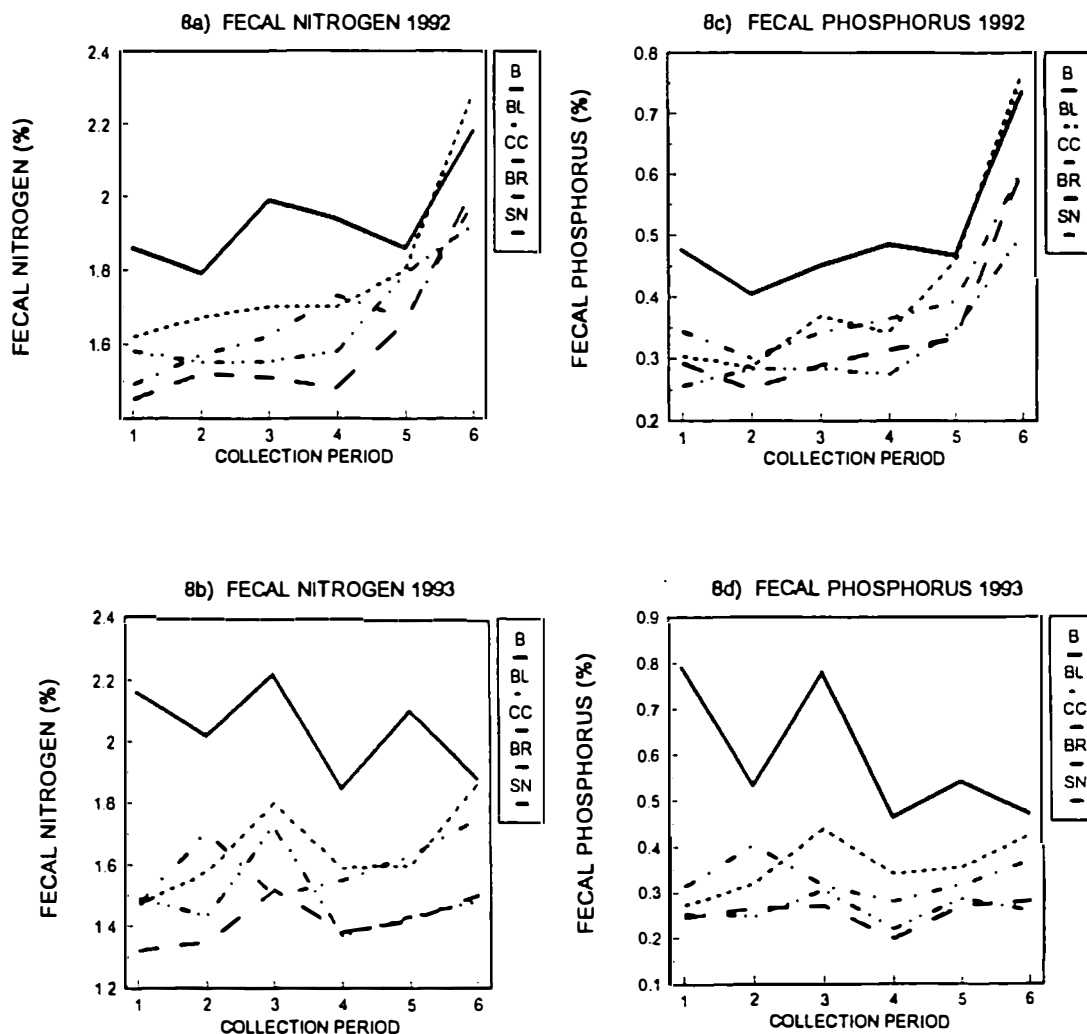 8a) FECAL NITROGEN 1992
FECAL NITROGEN (%)
2.4
2.2
2
1.8
1.6
1 2 3 4 5 6
COLLECTION PERIOD
B
BL
CC
BR
SN
8c) FECAL PHOSPHORUS 1992
FECAL PHOSPHORUS (%)
0.8
0.7
0.6
0.5
0.4
0.3
0.2
1 2 3 4 5 6
COLLECTION PERIOD
B
BL
CC
BR
SN
8b) FECAL NITROGEN 1993
FECAL NITROGEN (%)
2.4
2.2
2
1.8
1.6
1.4
1 2
1 2 3 4 5 6
COLLECTION PERIOD
B
BL
CC
BR
SN
8d) FECAL PHOSPHORUS 1993
FECAL PHOSPHORUS (%)
0.9
0.8
0.7
0.6
0.5
0.4
0.3
0.2
0.1
1 2 3 4 5 6
COLLECTION PERIOD
B
BL
CC
BR
SN